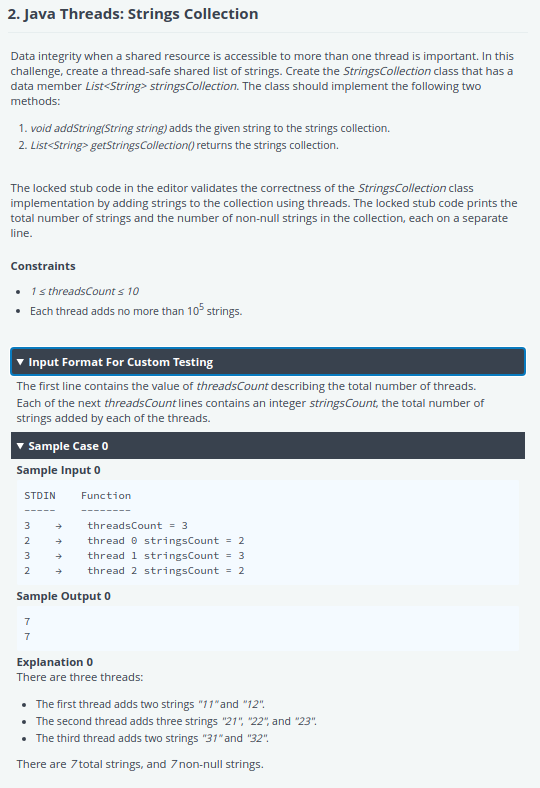 2. Java Threads: Strings Collection
Data integrity when a shared resource is accessible to more than one thread is important. In this
challenge, create a thread-safe shared list of strings. Create the StringsCollection class that has a
data member List<String> stringsCollection. The class should implement the following two
methods:
1. void addString(String string) adds the given string to the strings collection.
2. List<String> getStringsCollection() returns the strings collection.
The locked stub code in the editor validates the correctness of the StringsCollection class
implementation by adding strings to the collection using threads. The locked stub code prints the
total number of strings and the number of non-null strings in the collection, each on a separate
line.
Constraints
• 1 ≤ threadsCount ≤ 10
• Each thread adds no more than 10^5 strings.
▼ Input Format For Custom Testing
The first line contains the value of threadsCount describing the total number of threads.
Each of the next threadsCount lines contains an integer stringsCount, the total number of
strings added by each of the threads.
▼ Sample Case 0
Sample Input 0
STDIN Function
----- --------
3 → threadsCount = 3
2 → thread 0 stringsCount = 2
3 → thread 1 stringsCount = 3
2 → thread 2 stringsCount = 2
Sample Output 0
7
7
Explanation 0
There are three threads:
• The first thread adds two strings "11" and "12".
• The second thread adds three strings "21", "22", and "23".
• The third thread adds two strings "31" and "32".
There are 7 total strings, and 7 non-null strings.